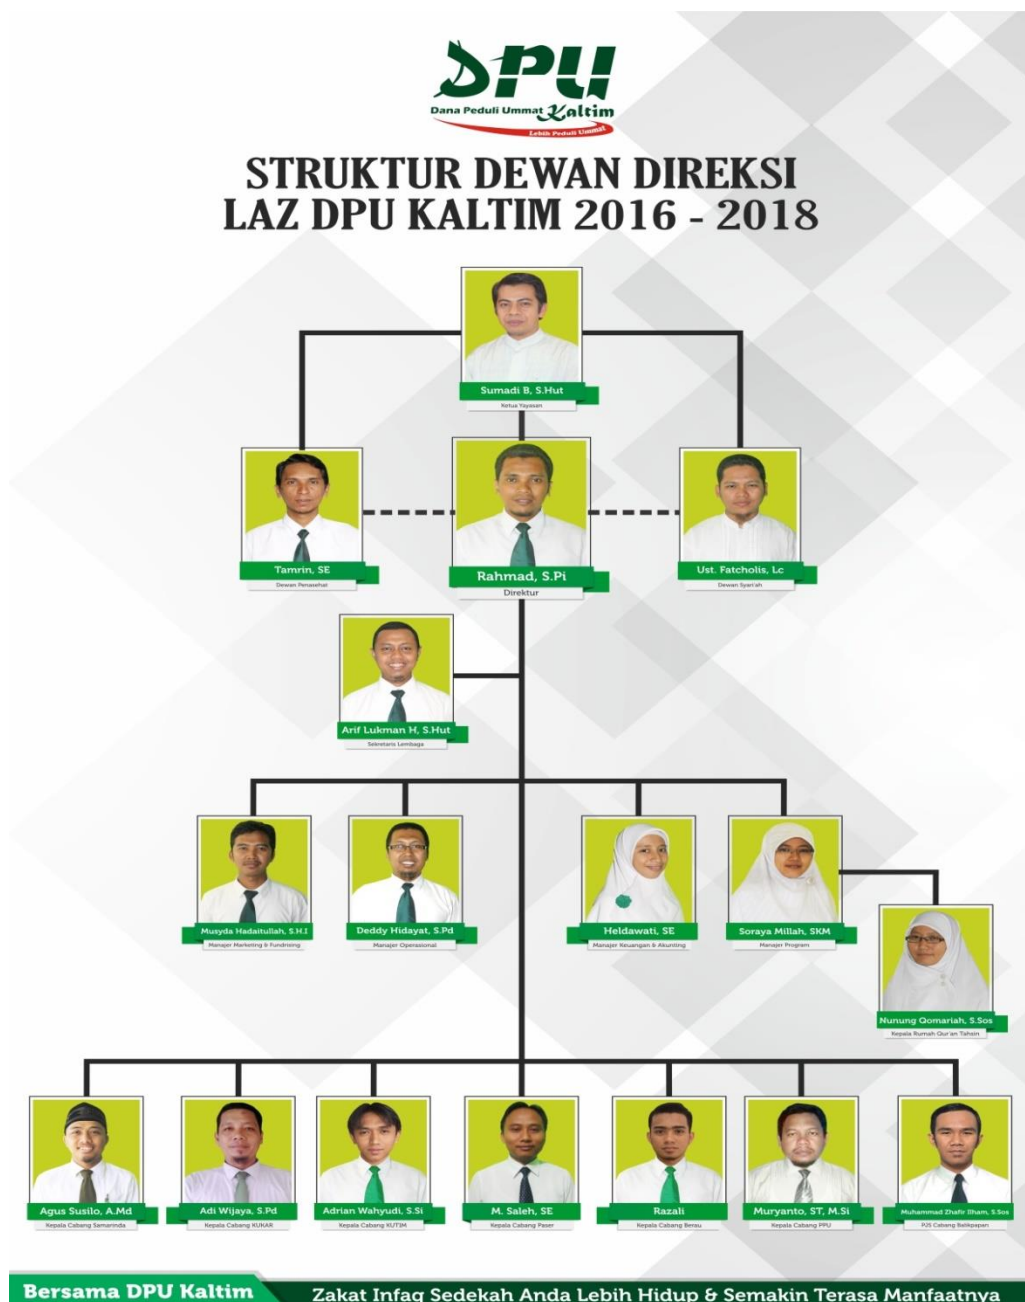 DPU
Dana Peduli Ummat Kaltim
Lebih Peduli Ummat
STRUKTUR DEWAN DIREKSI
LAZ DPU KALTIM 2016 - 2018
Sumadi B, S.Hut
Ketua Yayasan
Tamrin, SE
Dewan Penasehat
Rahmad, S.Pi
Direktur
Ust. Fatcholis, Lc
Dewan Syari'ah
Arif Lukman H, S.Hut
Sekretaris Lembaga
Musyda Hadaitullah, S.H.I
Manajer Marketing & Fundrising
Deddy Hidayat, S.Pd
Manajer Operasional
Heldawati, SE
Manajer Keuangan & Akunting
Soraya Millah, SKM
Manajer Program
Nunung Qomariah, S.Sos
Kepala Rumah Qur'an Tahsin
Agus Susilo, A.Md
Kepala Cabang Samarinda
Adi Wijaya, S.Pd
Kepala Cabang KUKAR
Adrian Wahyudi, S.Si
Kepala Cabang KUTIM
M. Saleh, SE
Kepala Cabang Paser
Razali
Kepala Cabang Berau
Muryanto, ST, M.Si
Kepala Cabang PPU
Muhammad Zhafir Ilham, S.Sos
PJS Cabang Balikpapan
Bersama DPU Kaltim
Zakat Infaq Sedekah Anda Lebih Hidup & Semakin Terasa Manfaatnya